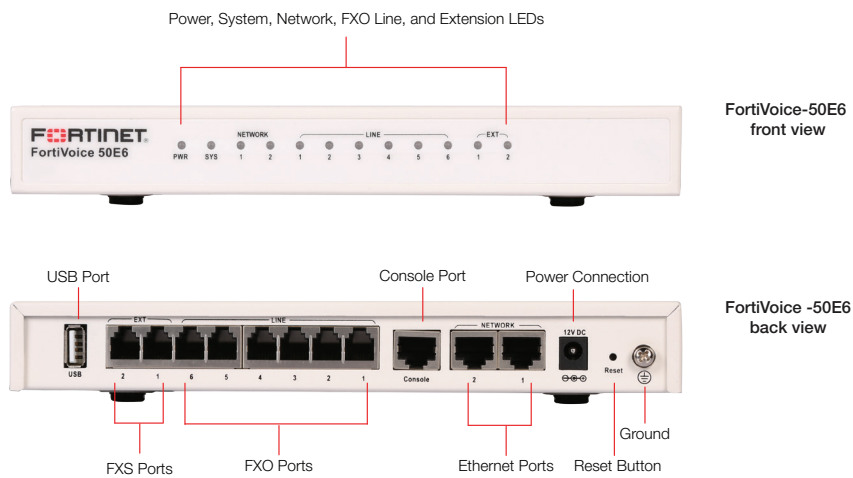 Power, System, Network, FXO Line, and Extension LEDs
FortiVoice-50E6
front view
FORTINET
FortiVoice 50E6
NETWORK
LINE
EXT
PWR SYS 1 2 1 2 3 4 5 6 1 2
USB Port
Console Port
Power Connection
FortiVoice -50E6
back view
EXT
LINE
NETWORK
12V DC
USB
2 1 6 5 4 3 2 1
Console
2 1
Reset
Ground
FXS Ports
FXO Ports
Ethernet Ports
Reset Button